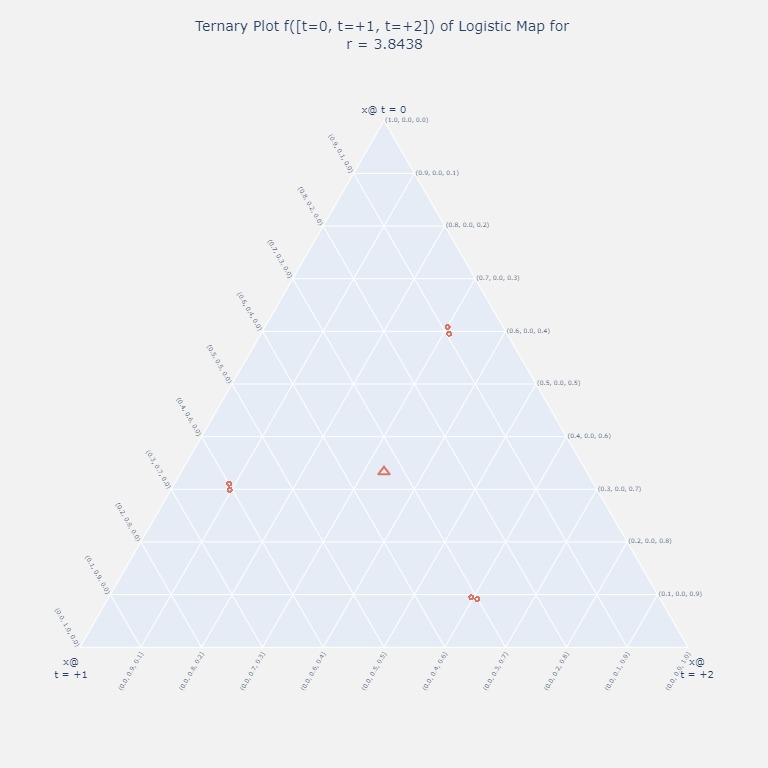 Ternary Plot f([t=0, t=+1, t=+2]) of Logistic Map for
r = 3.8438
x@ t = 0
(1.0, 0.0, 0.0)
(0.9, 0.1, 0.0)
(0.9, 0.0, 0.1)
(0.8, 0.2, 0.0)
(0.8, 0.0, 0.2)
(0.7, 0.3, 0.0)
(0.7, 0.0, 0.3)
(0.6, 0.4, 0.0)
(0.6, 0.0, 0.4)
(0.5, 0.5, 0.0)
(0.5, 0.0, 0.5)
(0.4, 0.6, 0.0)
(0.4, 0.0, 0.6)
(0.3, 0.7, 0.0)
(0.3, 0.0, 0.7)
(0.2, 0.8, 0.0)
(0.2, 0.0, 0.8)
(0.1, 0.9, 0.0)
(0.1, 0.0, 0.9)
(0.0, 1.0, 0.0)
x@
t = +1
(0.0, 0.9, 0.1)
(0.0, 0.8, 0.2)
(0.0, 0.7, 0.3)
(0.0, 0.6, 0.4)
(0.0, 0.5, 0.5)
(0.0, 0.4, 0.6)
(0.0, 0.3, 0.7)
(0.0, 0.2, 0.8)
(0.0, 0.1, 0.9)
(0.0, 0.0, 1.0)
x@
t = +2